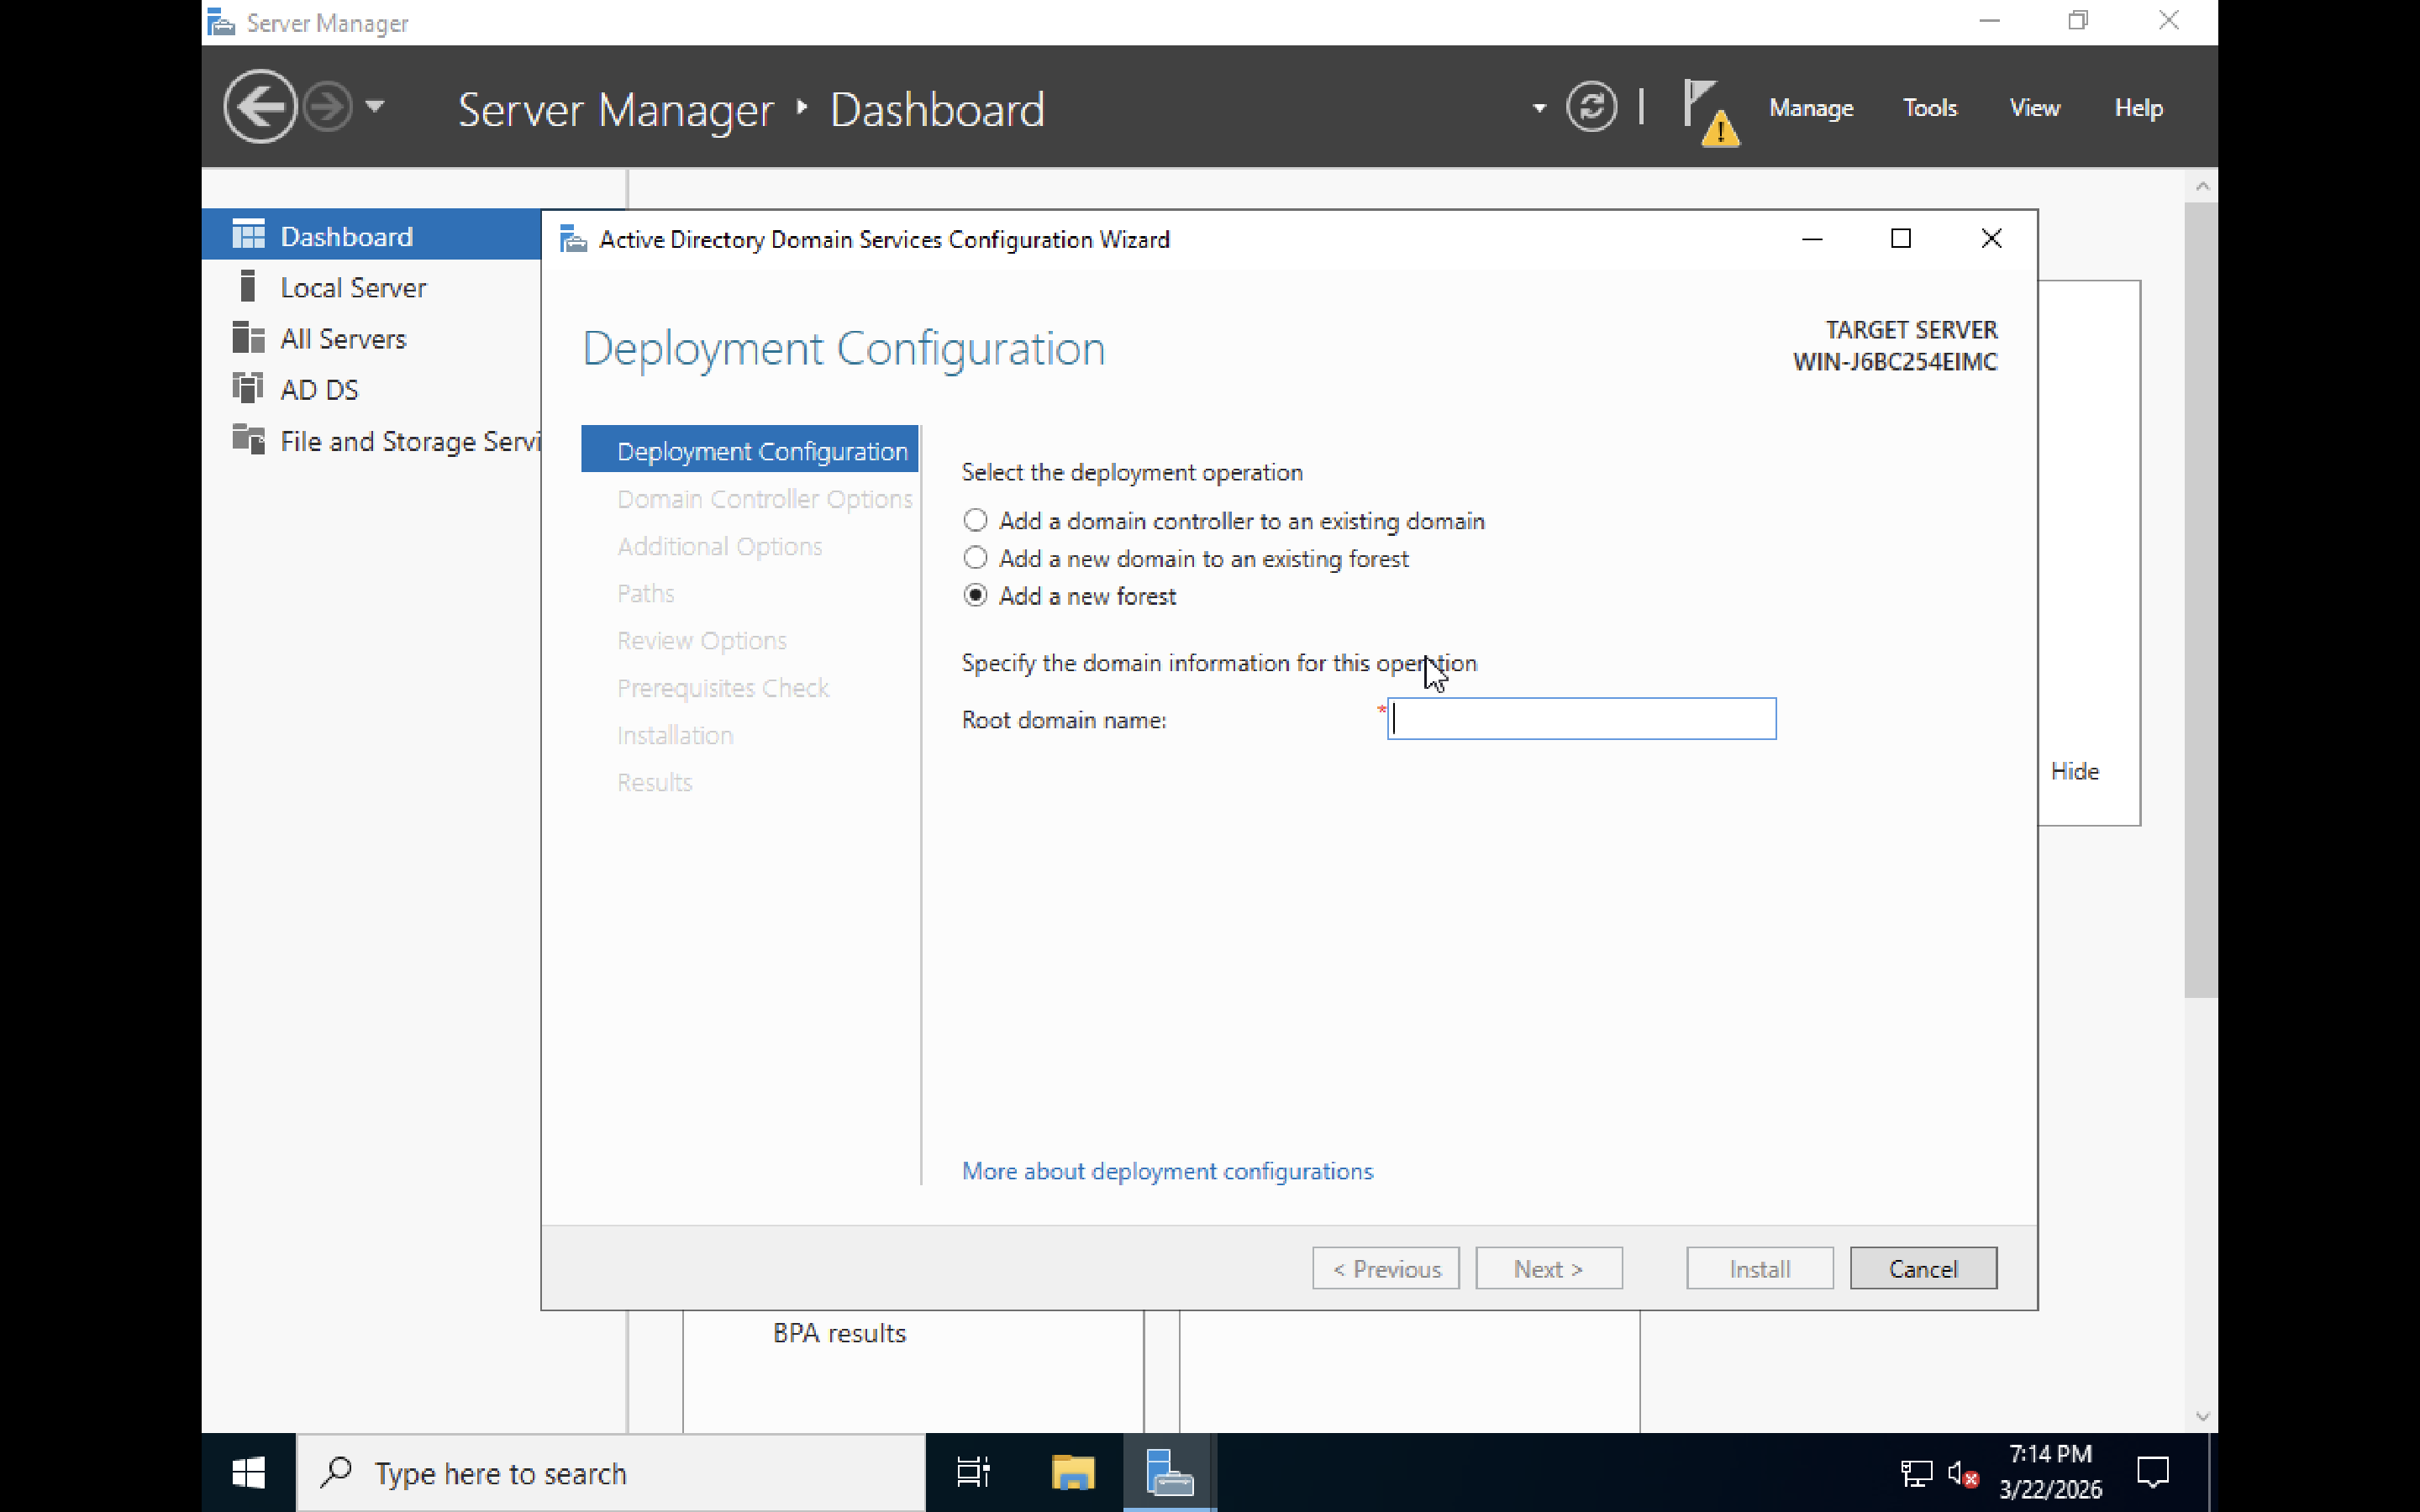 Server Manager
Server Manager ‣ Dashboard
Manage
Tools
View
Help
Dashboard
Local Server
All Servers
AD DS
File and Storage Servi
Active Directory Domain Services Configuration Wizard
Deployment Configuration
TARGET SERVER
WIN-J6BC254EIMC
Deployment Configuration
Domain Controller Options
Additional Options
Paths
Review Options
Prerequisites Check
Installation
Results
Select the deployment operation
Add a domain controller to an existing domain
Add a new domain to an existing forest
Add a new forest
Specify the domain information for this operation
Root domain name:
*
More about deployment configurations
< Previous
Next >
Install
Cancel
Hide
BPA results
Type here to search
7:14 PM
3/22/2026